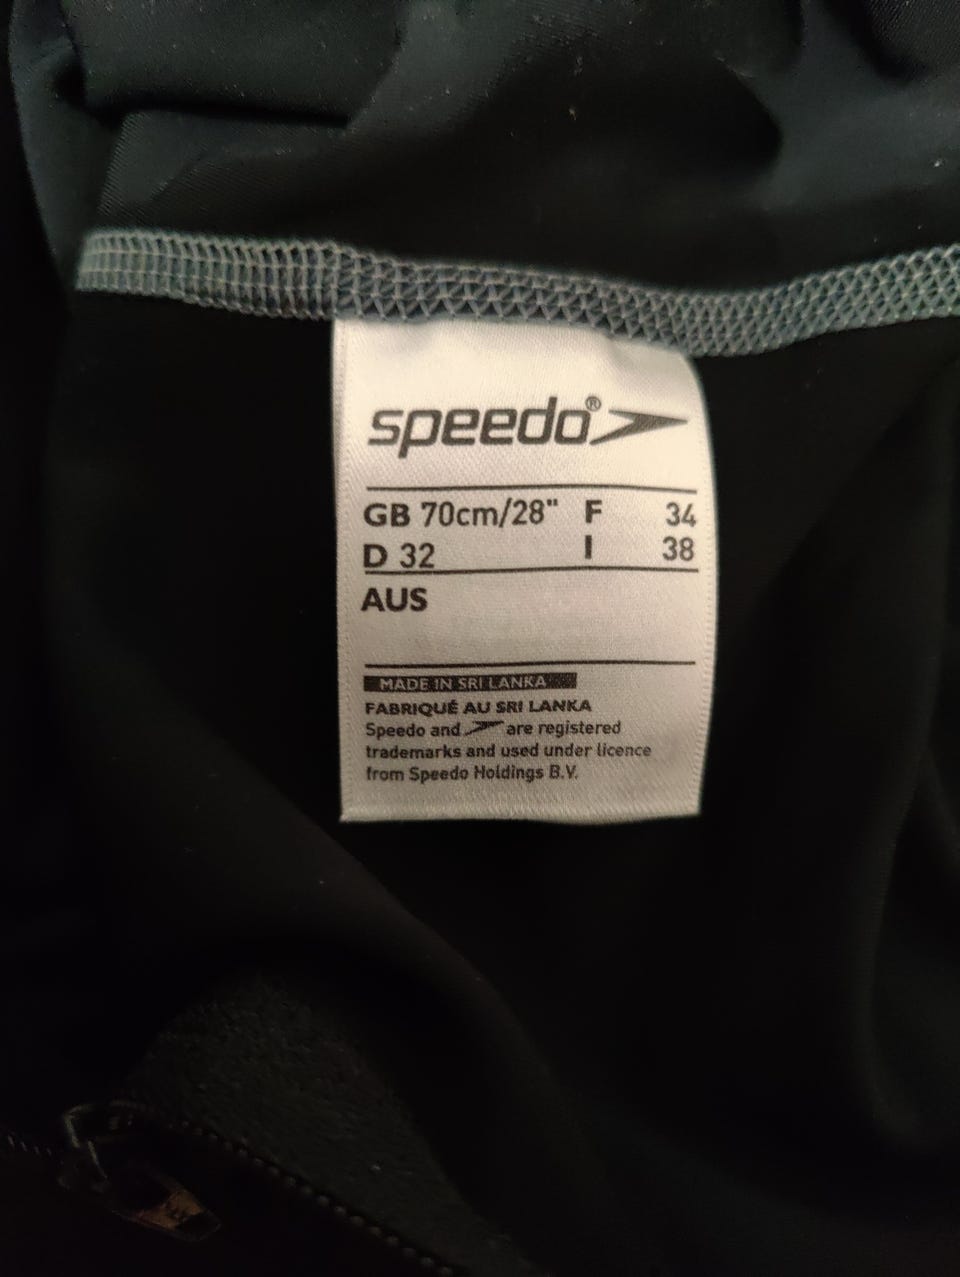 speedo®
GB 70cm/28" F 34
D 32 I 38
AUS
MADE IN SRI LANKA
FABRIQUÉ AU SRI LANKA
Speedo and are registered
trademarks and used under licence
from Speedo Holdings B.V.